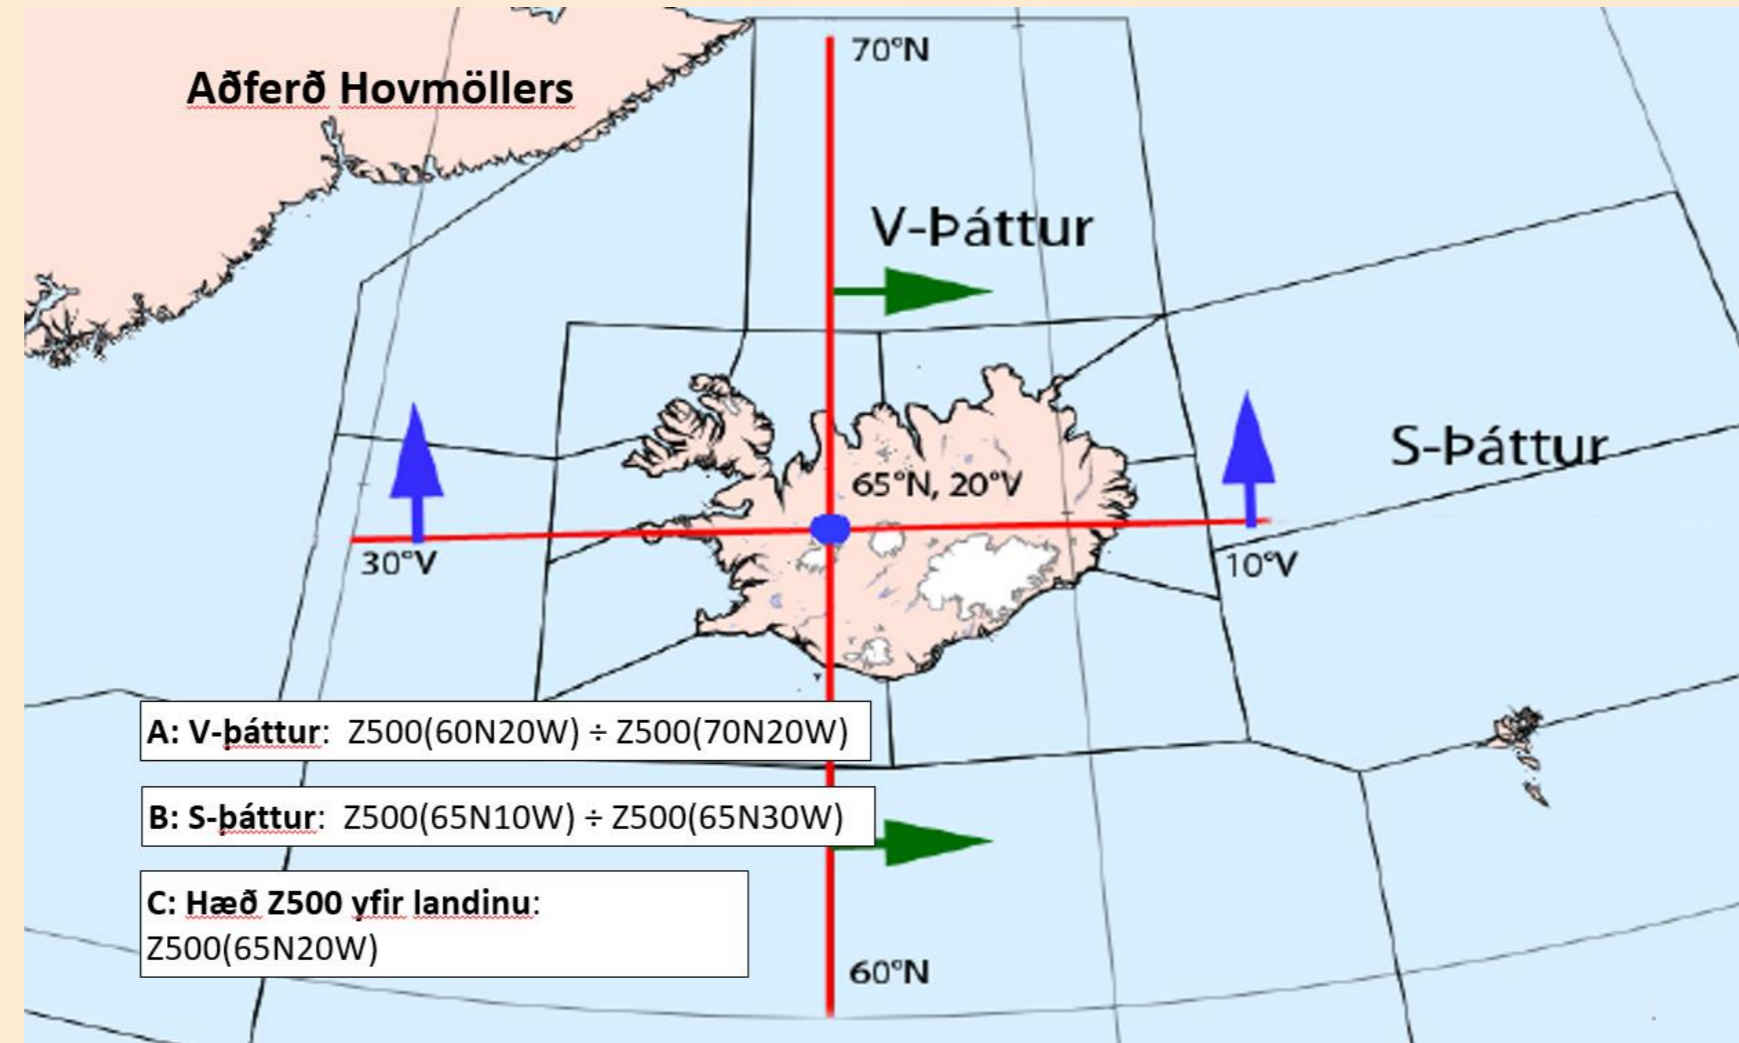 Aðferð Hovmöllers
70°N
V-Þáttur
S-Þáttur
65°N, 20°V
30°V
10°V
A: V-þáttur: Z500(60N20W) ÷ Z500(70N20W)
B: S-þáttur: Z500(65N10W) ÷ Z500(65N30W)
C: Hæð Z500 yfir landinu:
Z500(65N20W)
60°N